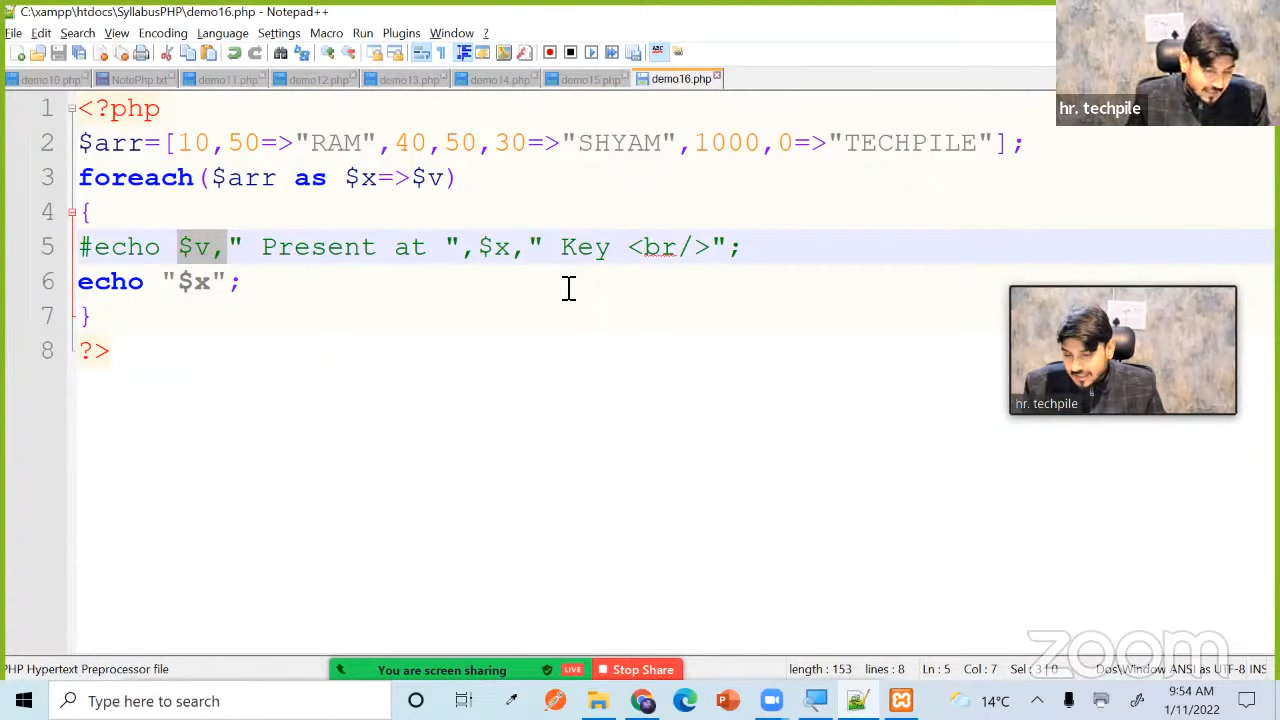 C:\xampp\htdocs\SyllabusPHP\demo16.php - Notepad++
File Edit Search View Encoding Language Settings Macro Run Plugins Window ?
demo10.php NotePhp.txt demo11.php demo12.php demo13.php demo14.php demo15.php demo16.php
1 <?php
2 $arr=[10,50=>"RAM",40,50,30=>"SHYAM",1000,0=>"TECHPILE"];
3 foreach($arr as $x=>$v)
4 {
5 #echo $v," Present at ",$x," Key <br/>";
6 echo "$x";
7 }
8 ?>
hr. techpile
hr. techpile
zoom
PHP Hypertext Preprocessor file
You are screen sharing LIVE Stop Share
length: 153 lines: 8 Ln: 5 Col: 7 Sel: 3|0 Dos\Window ANSI as UTF-8 INS
Type here to search
14°C
9:54 AM
1/11/2022